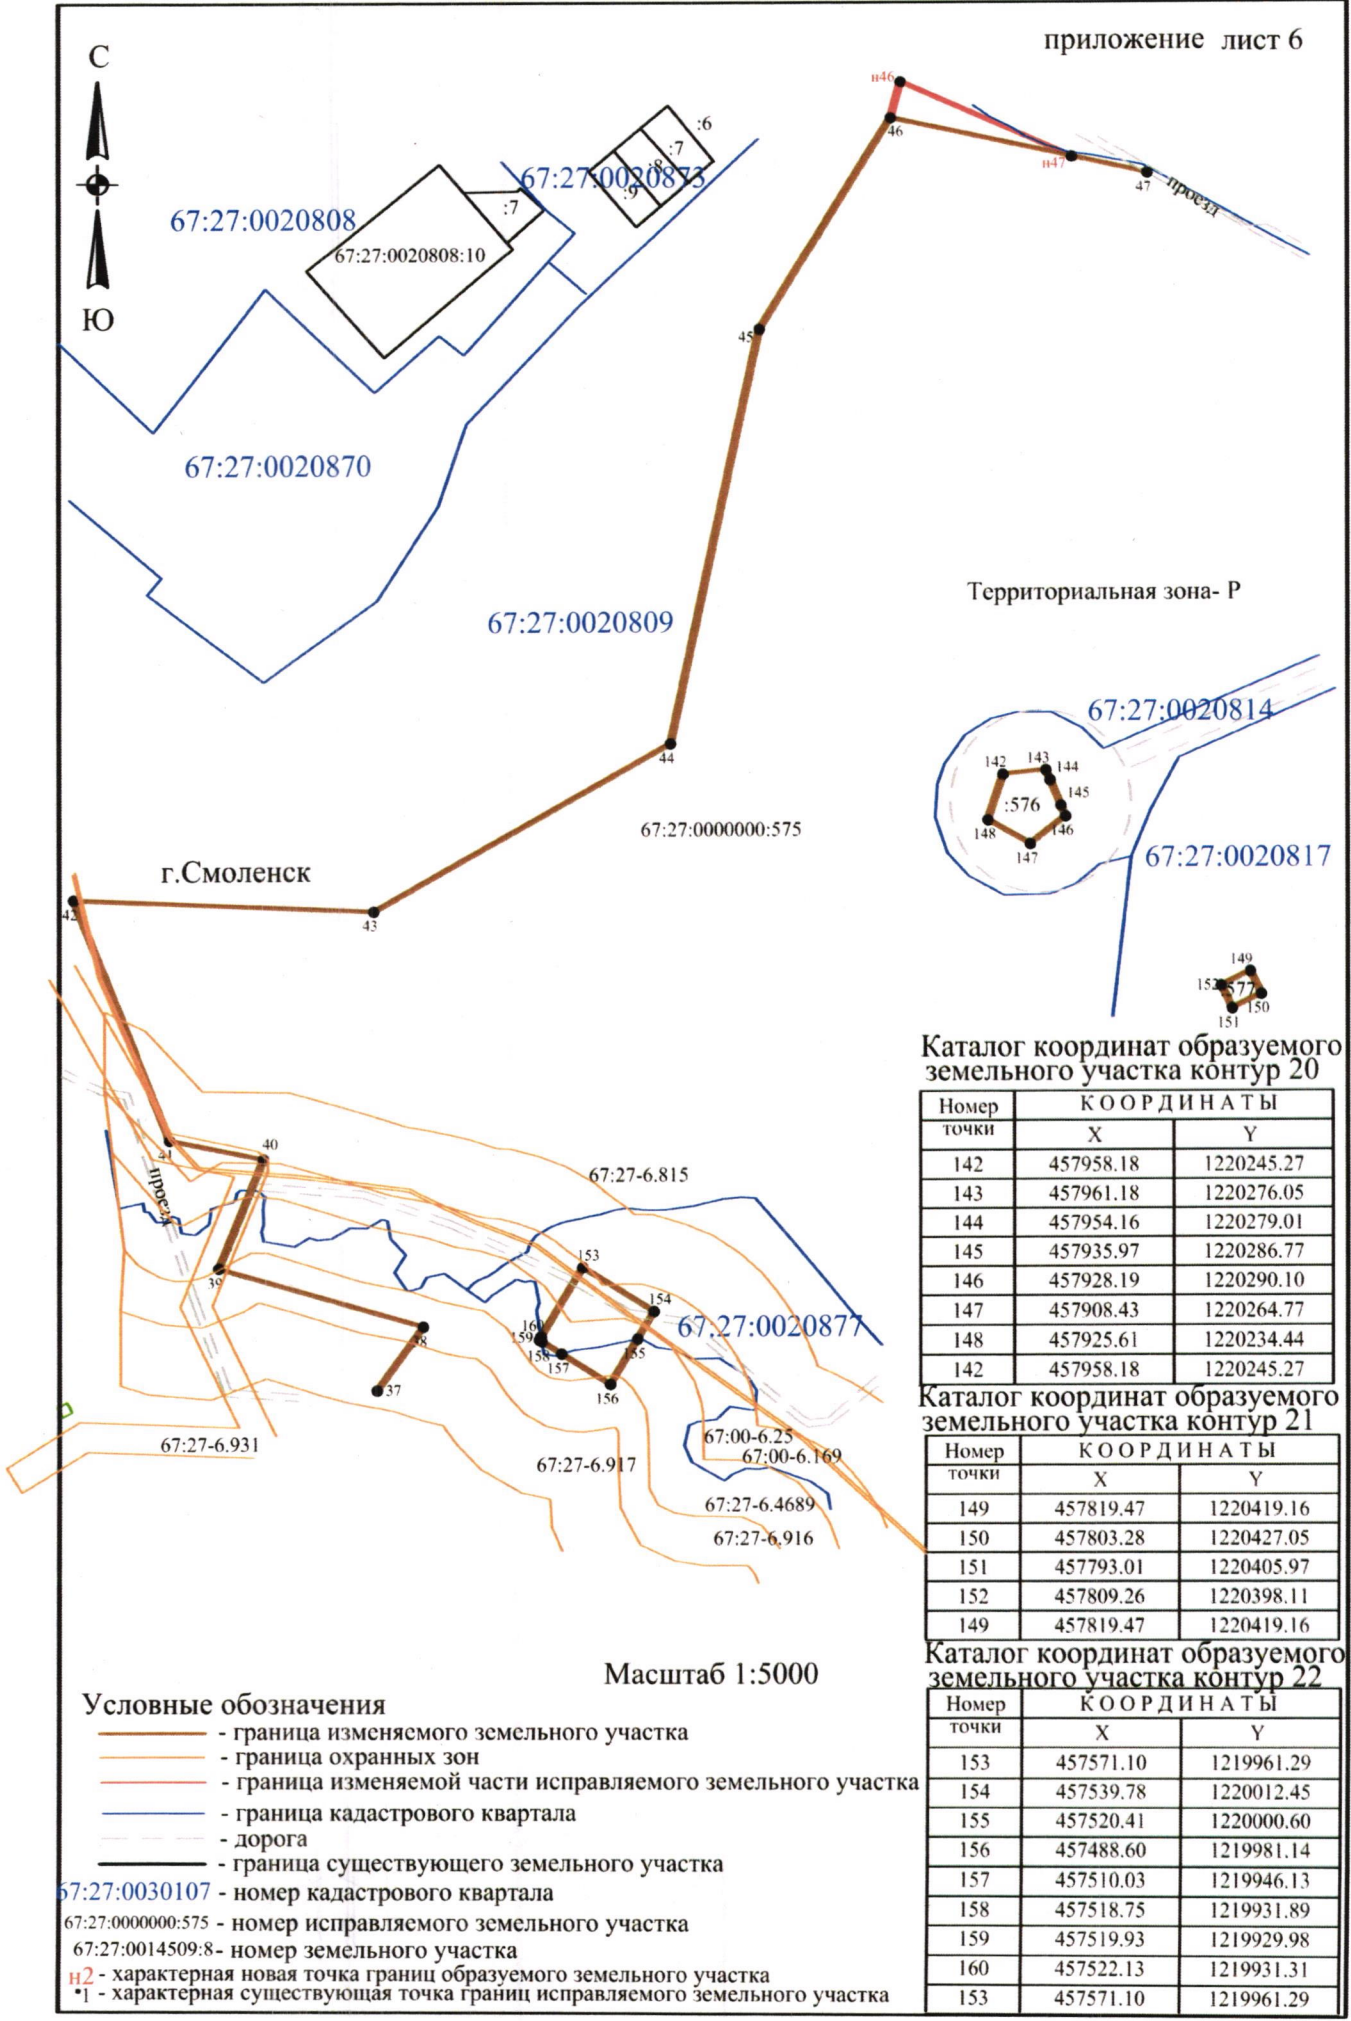 приложение лист 6
С
Ю
н46
46
н47
47
проезд
:6
:7
:8
:9
67:27:0020873
67:27:0020808
:7
67:27:0020808:10
45
67:27:0020870
67:27:0020809
Территориальная зона- Р
67:27:0020814
44
142
143
144
145
146
147
148
:576
67:27:0000000:575
67:27:0020817
г.Смоленск
42
43
149
152
577
150
151
41
40
проезд
67:27-6.815
39
38
37
153
154
160
159
158
157
155
156
67:27:0020877
67:27-6.931
67:27-6.917
67:00-6.25
67:00-6.169
67:27-6.4689
67:27-6.916
Каталог координат образуемого
земельного участка контур 20
Номер точки КООРДИНАТЫ
X Y
142 457958.18 1220245.27
143 457961.18 1220276.05
144 457954.16 1220279.01
145 457935.97 1220286.77
146 457928.19 1220290.10
147 457908.43 1220264.77
148 457925.61 1220234.44
142 457958.18 1220245.27
Каталог координат образуемого
земельного участка контур 21
Номер точки КООРДИНАТЫ
X Y
149 457819.47 1220419.16
150 457803.28 1220427.05
151 457793.01 1220405.97
152 457809.26 1220398.11
149 457819.47 1220419.16
Каталог координат образуемого
земельного участка контур 22
Номер точки КООРДИНАТЫ
X Y
153 457571.10 1219961.29
154 457539.78 1220012.45
155 457520.41 1220000.60
156 457488.60 1219981.14
157 457510.03 1219946.13
158 457518.75 1219931.89
159 457519.93 1219929.98
160 457522.13 1219931.31
153 457571.10 1219961.29
Масштаб 1:5000
Условные обозначения
- граница изменяемого земельного участка
- граница охранных зон
- граница изменяемой части исправляемого земельного участка
- граница кадастрового квартала
- дорога
- граница существующего земельного участка
67:27:0030107 - номер кадастрового квартала
67:27:0000000:575 - номер исправляемого земельного участка
67:27:0014509:8- номер земельного участка
н2 - характерная новая точка границ образуемого земельного участка
•1 - характерная существующая точка границ исправляемого земельного участка